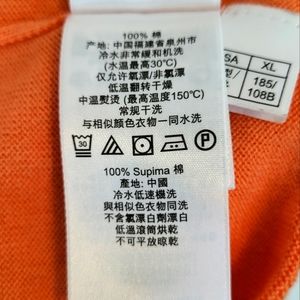 100% 棉
产地: 中国福建省泉州市
冷水非常缓和机洗
(水温最高30°C)
仅允许氧漂/非氯漂
低温翻转干燥
中温熨烫 (最高温度150°C)
常规干洗
与相似颜色衣物一同水洗
30
P
100% Supima 棉
產地: 中國
冷水低速機洗
與相似色衣物一同洗
不含氯漂白劑漂白
低溫滾筒烘乾
不可平放晾乾
SA
XL
型
185/
108B